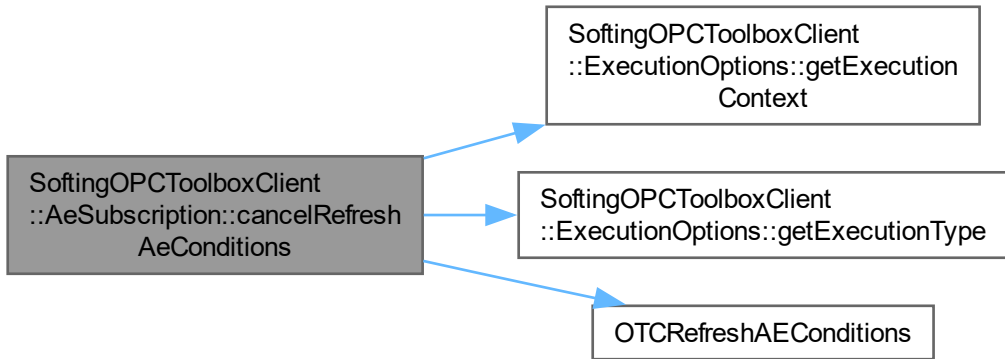 SoftingOPCToolboxClient
::ExecutionOptions::getExecution
Context
SoftingOPCToolboxClient
::AeSubscription::cancelRefresh
AeConditions
SoftingOPCToolboxClient
::ExecutionOptions::getExecutionType
OTCRefreshAEConditions